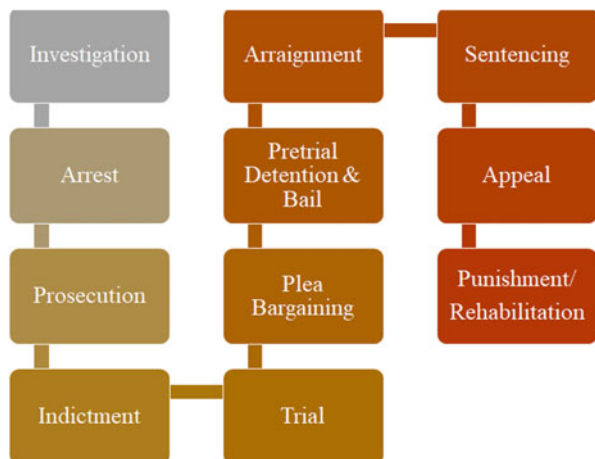 Investigation
Arrest
Prosecution
Indictment
Trial
Plea
Bargaining
Pretrial
Detention &
Bail
Arraignment
Sentencing
Appeal
Punishment/
Rehabilitation